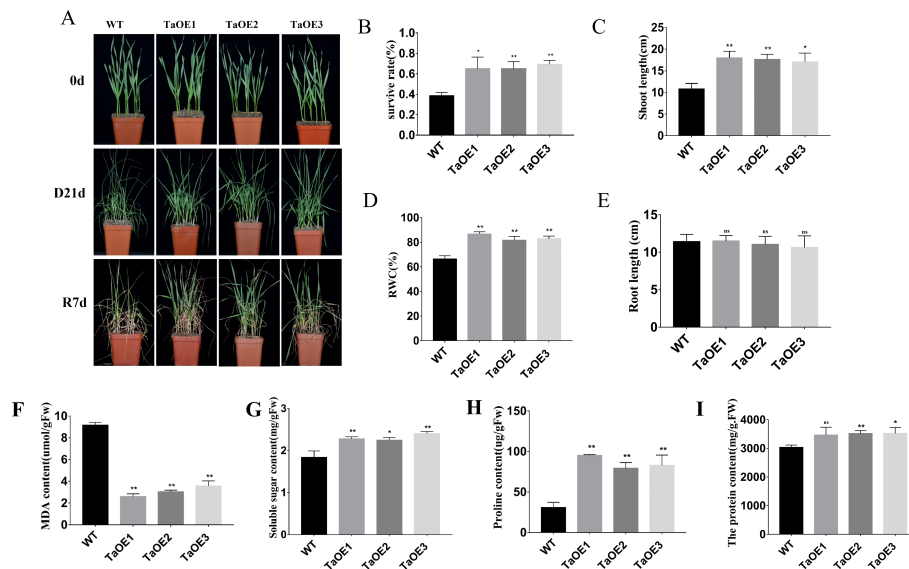 A
WT TaOE1 TaOE2 TaOE3
0d
D21d
R7d
B
survive rate(%)
1.0
0.8
0.6
0.4
0.2
0.0
* ** **
WT TaOE1 TaOE2 TaOE3
C
Shoot length(cm)
25
20
15
10
5
0
** ** *
WT TaOE1 TaOE2 TaOE3
D
RWC(%)
100
80
60
40
20
0
** ** **
WT TaOE1 TaOE2 TaOE3
E
Root length (cm)
15
10
5
0
ns ns ns
WT TaOE1 TaOE2 TaOE3
F
MDA content(umol/gFw)
10
8
6
4
2
0
** ** **
WT TaOE1 TaOE2 TaOE3
G
Soluble sugar content(mg/gFw)
3
2
1
0
** * **
WT TaOE1 TaOE2 TaOE3
H
Proline content(ug/gFw)
150
100
50
0
** ** **
WT TaOE1 TaOE2 TaOE3
I
The protein content(mg/g.FW)
4000
3000
2000
1000
0
ns ** *
WT TaOE1 TaOE2 TaOE3